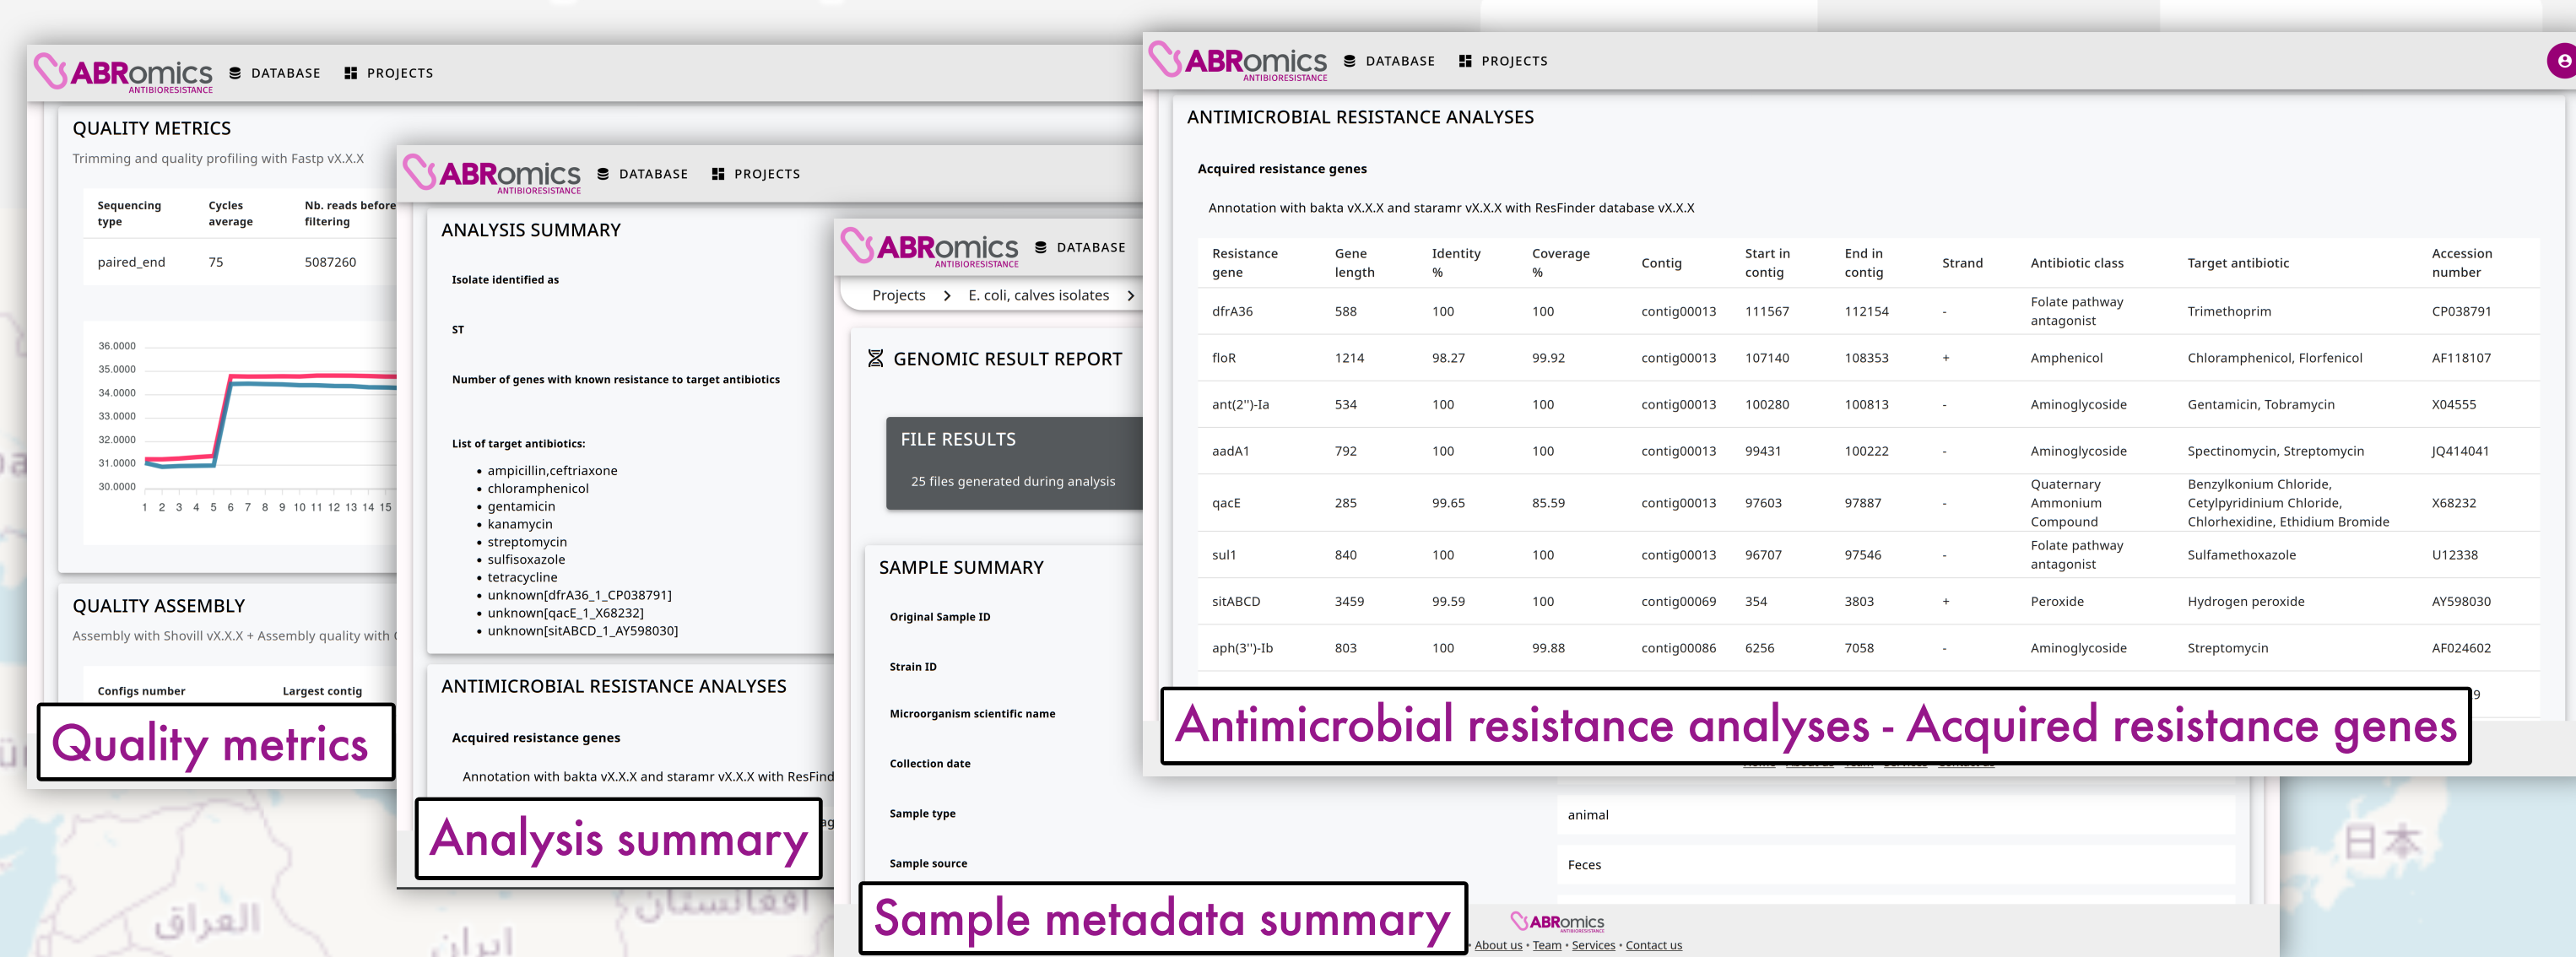 ABRomics
ANTIBIORESISTANCE
DATABASE
PROJECTS
QUALITY METRICS
Trimming and quality profiling with Fastp vX.X.X
Sequencing type Cycles average Nb. reads before filtering
paired_end 75 5087260
36.0000
35.0000
34.0000
33.0000
32.0000
31.0000
30.0000
1 2 3 4 5 6 7 8 9 10 11 12 13 14 15
QUALITY ASSEMBLY
Assembly with Shovill vX.X.X + Assembly quality with
Configs number Largest contig
Quality metrics
ABRomics
ANTIBIORESISTANCE
DATABASE
PROJECTS
ANALYSIS SUMMARY
Isolate identified as
ST
Number of genes with known resistance to target antibiotics
List of target antibiotics:
• ampicillin,ceftriaxone
• chloramphenicol
• gentamicin
• kanamycin
• streptomycin
• sulfisoxazole
• tetracycline
• unknown[dfrA36_1_CP038791]
• unknown[qacE_1_X68232]
• unknown[sitABCD_1_AY598030]
ANTIMICROBIAL RESISTANCE ANALYSES
Acquired resistance genes
Annotation with bakta vX.X.X and staramr vX.X.X with ResFind
Analysis summary
ABRomics
ANTIBIORESISTANCE
DATABASE
Projects > E. coli, calves isolates >
GENOMIC RESULT REPORT
FILE RESULTS
25 files generated during analysis
SAMPLE SUMMARY
Original Sample ID
Strain ID
Microorganism scientific name
Collection date
Sample type animal
Sample source Feces
Sample metadata summary
ABRomics
ANTIBIORESISTANCE
• About us • Team • Services • Contact us
ABRomics
ANTIBIORESISTANCE
DATABASE
PROJECTS
ANTIMICROBIAL RESISTANCE ANALYSES
Acquired resistance genes
Annotation with bakta vX.X.X and staramr vX.X.X with ResFinder database vX.X.X
Resistance gene Gene length Identity % Coverage % Contig Start in contig End in contig Strand Antibiotic class Target antibiotic Accession number
dfrA36 588 100 100 contig00013 111567 112154 - Folate pathway antagonist Trimethoprim CP038791
floR 1214 98.27 99.92 contig00013 107140 108353 + Amphenicol Chloramphenicol, Florfenicol AF118107
ant(2'')-Ia 534 100 100 contig00013 100280 100813 - Aminoglycoside Gentamicin, Tobramycin X04555
aadA1 792 100 100 contig00013 99431 100222 - Aminoglycoside Spectinomycin, Streptomycin JQ414041
qacE 285 99.65 85.59 contig00013 97603 97887 - Quaternary Ammonium Compound Benzylkonium Chloride, Cetylpyridinium Chloride, Chlorhexidine, Ethidium Bromide X68232
sul1 840 100 100 contig00013 96707 97546 - Folate pathway antagonist Sulfamethoxazole U12338
sitABCD 3459 99.59 100 contig00069 354 3803 + Peroxide Hydrogen peroxide AY598030
aph(3'')-Ib 803 100 99.88 contig00086 6256 7058 - Aminoglycoside Streptomycin AF024602
9
Antimicrobial resistance analyses - Acquired resistance genes
العراق
ایران
افغانستان
日本